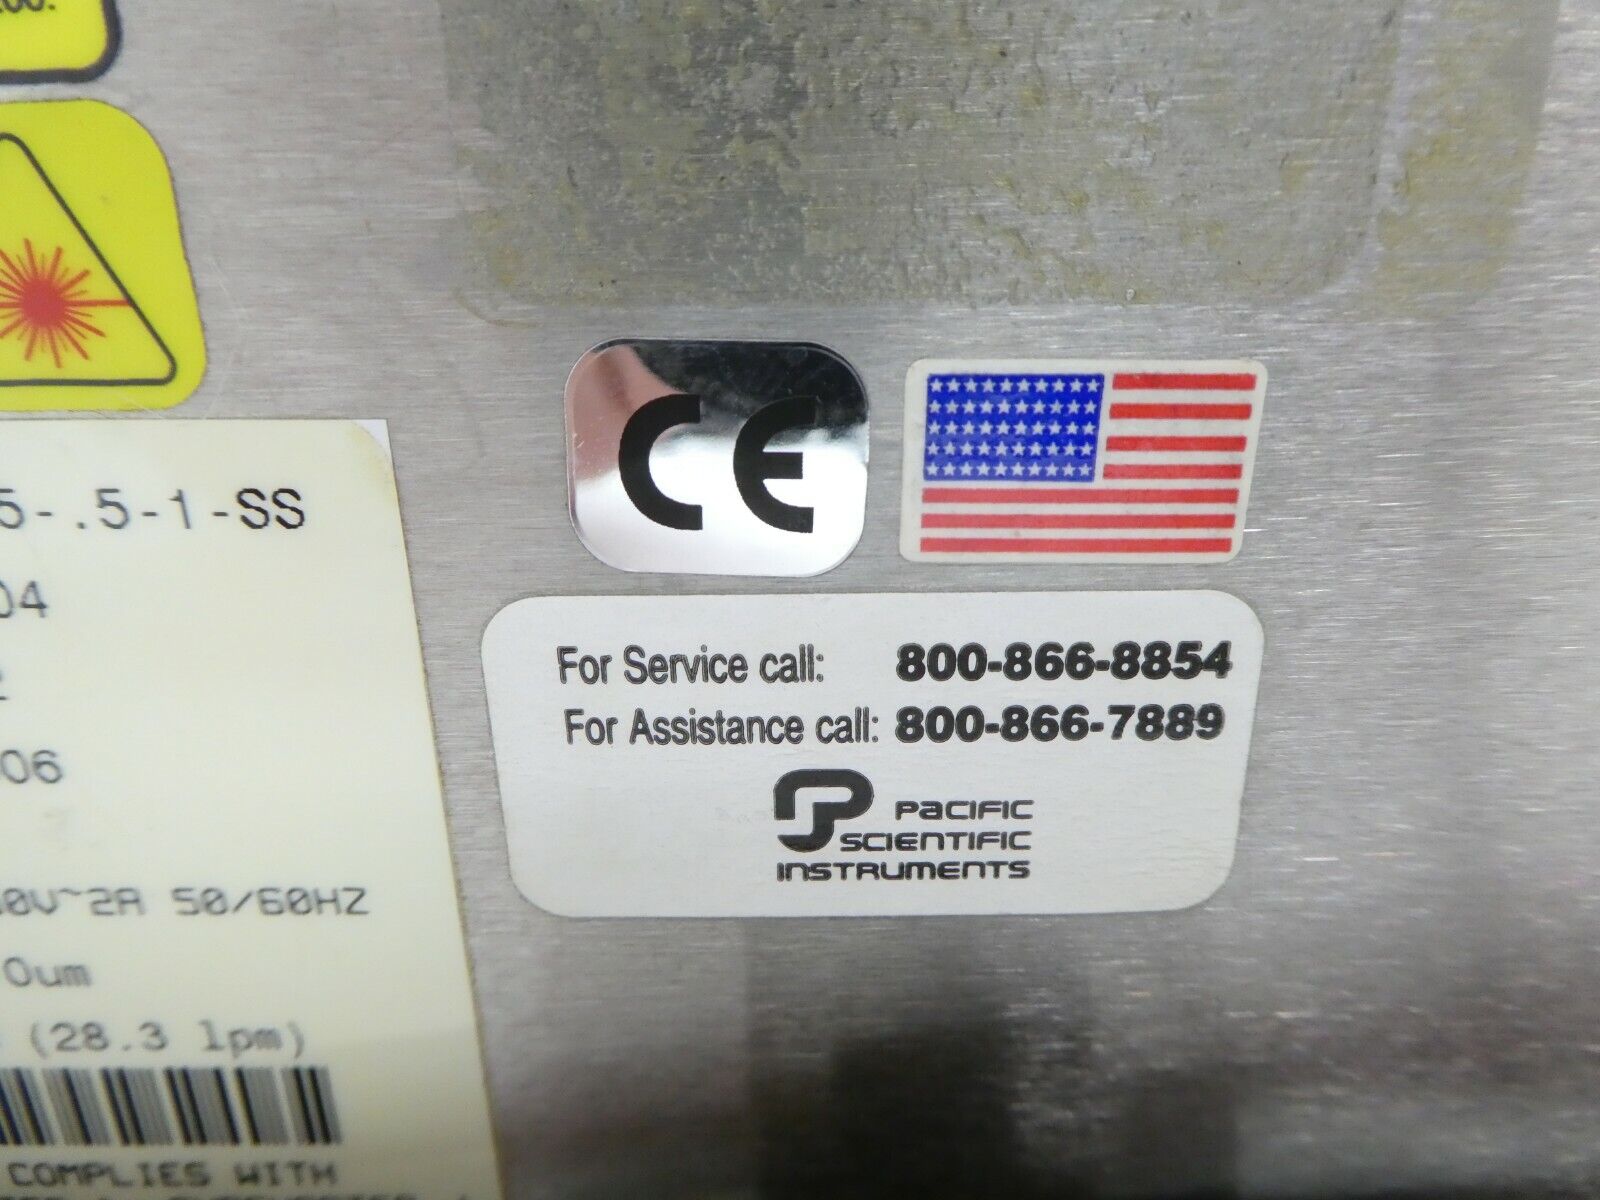 200.
5-.5-1-SS
04
2
06
CE
For Service call: 800-866-8854
For Assistance call: 800-866-7889
PACIFIC
SCIENTIFIC
INSTRUMENTS
0V~2A 50/60HZ
0um
(28.3 lpm)
COMPLIES WITH